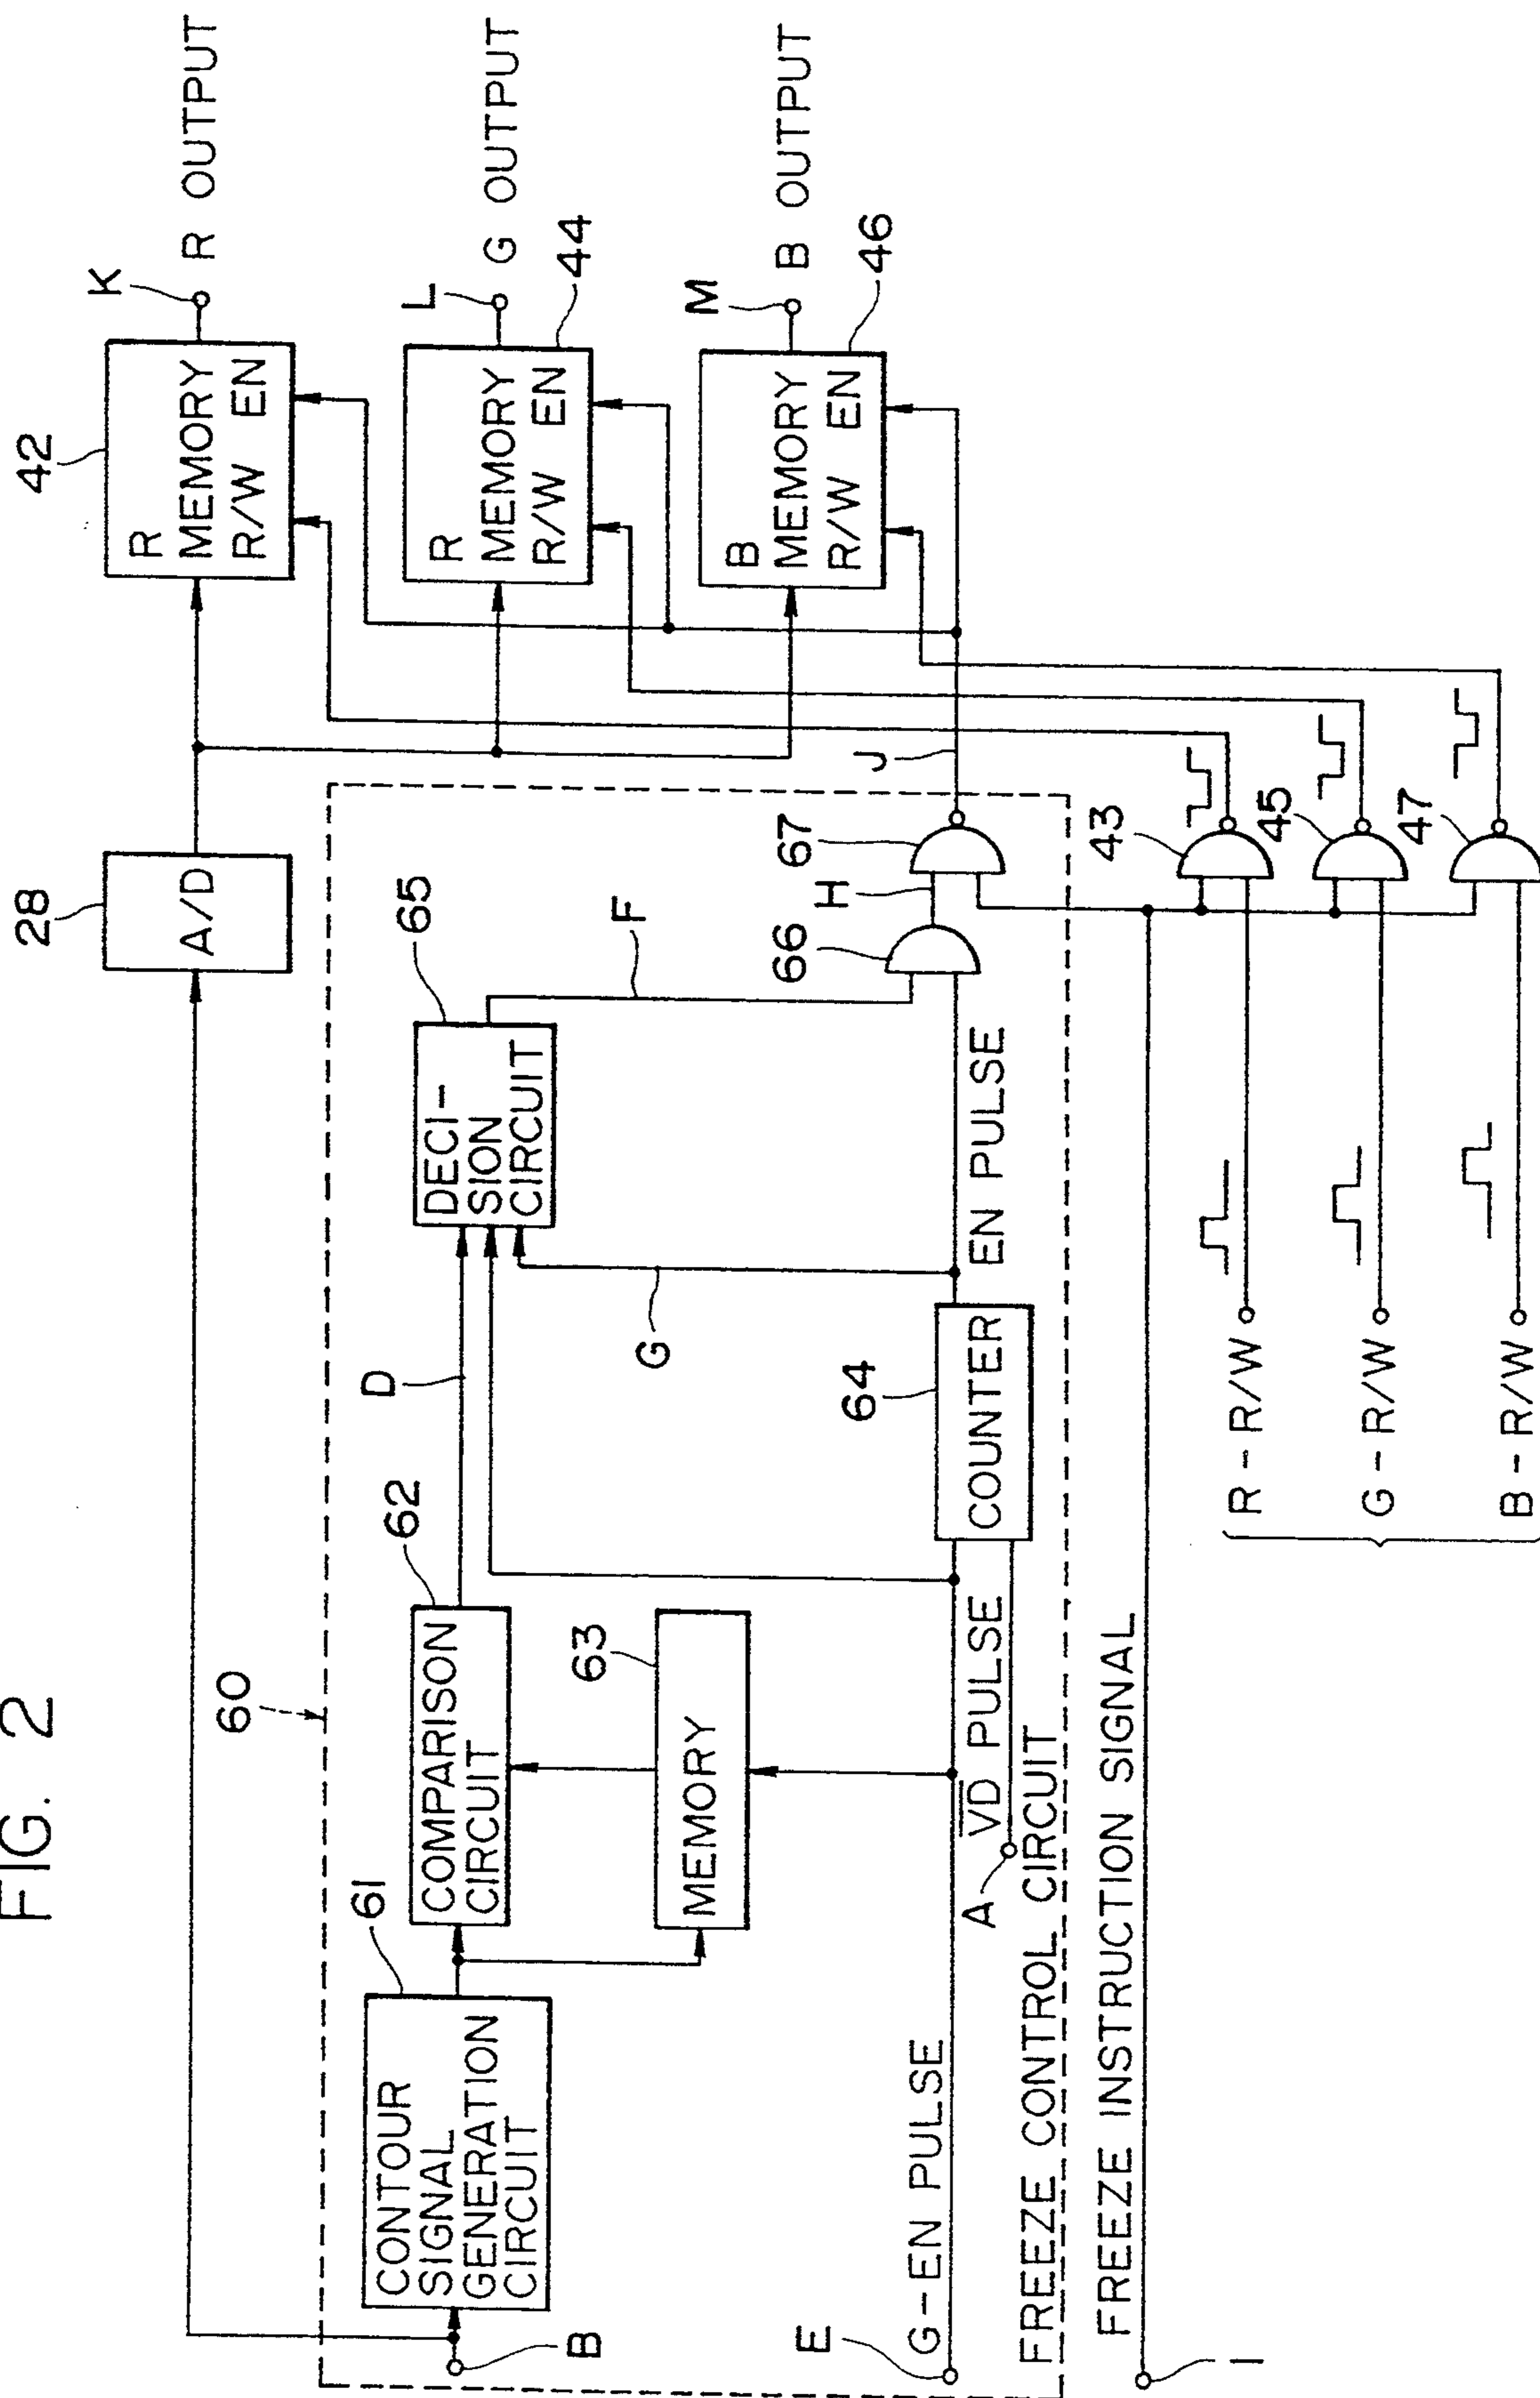 FIG. 2
28
A/D
42
R
MEMORY
R/W EN
K
R OUTPUT
R
MEMORY
R/W EN
44
L
G OUTPUT
B
MEMORY
R/W EN
46
M
B OUTPUT
60
B
CONTOUR
SIGNAL
GENERATION
CIRCUIT
61
COMPARISON
CIRCUIT
62
D
DECI-
SION
CIRCUIT
65
F
MEMORY
63
G
E
G-EN PULSE
A
VD PULSE
COUNTER
64
EN PULSE
66
H
67
J
FREEZE CONTROL CIRCUIT
FREEZE INSTRUCTION SIGNAL
I
R-R/W
43
G-R/W
45
B-R/W
47